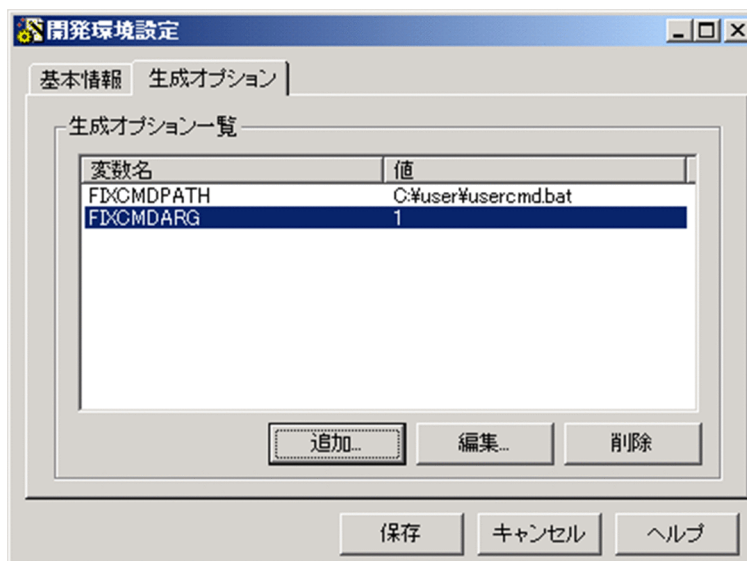 開発環境設定
基本情報 生成オプション
生成オプション一覧
変数名 値
FIXCMDPATH C:¥user¥usercmd.bat
FIXCMDARG 1
追加... 編集... 削除
保存 キャンセル ヘルプ